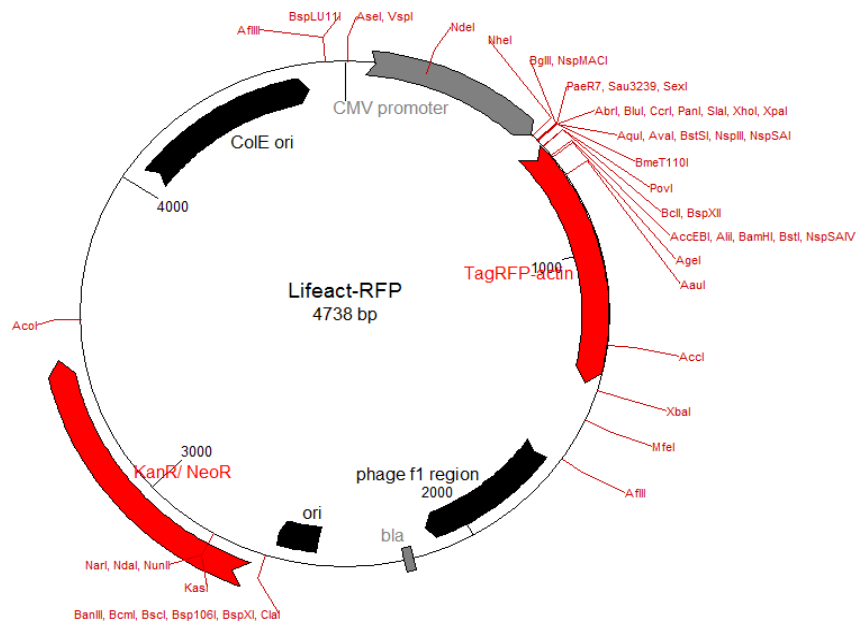 BspLU11I
AseI, VspI
AflIII
NdeI
NheI
BglII, NspMACI
PaeR7, Sau3239, SexI
CMV promoter
AbrI, BluI, CcrI, PanI, SlaI, XhoI, XpaI
ColE ori
AquI, AvaI, BstSI, NspIII, NspSAI
BmeT110I
PovI
4000
BclI, BspXII
AccEBI, AliI, BamHI, BstI, NspSAIV
AgeI
1000
TagRFP-actin
AauI
Lifeact-RFP
4738 bp
AcoI
AccI
XbaI
MfeI
3000
KanR/ NeoR
phage f1 region
2000
AflII
ori
bla
NarI, NdaI, NunII
KasI
BanIII, BcmI, BscI, Bsp106I, BspXI, ClaI